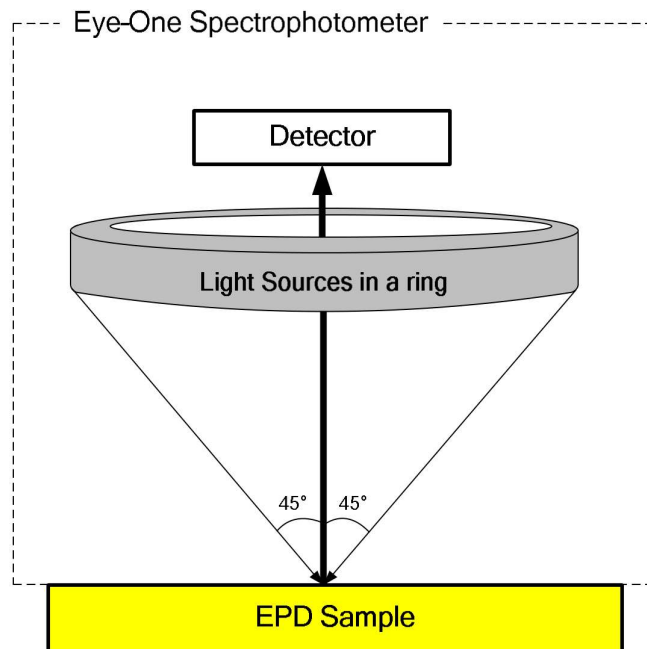 Eye-One Spectrophotometer
Detector
Light Sources in a ring
45° 45°
EPD Sample